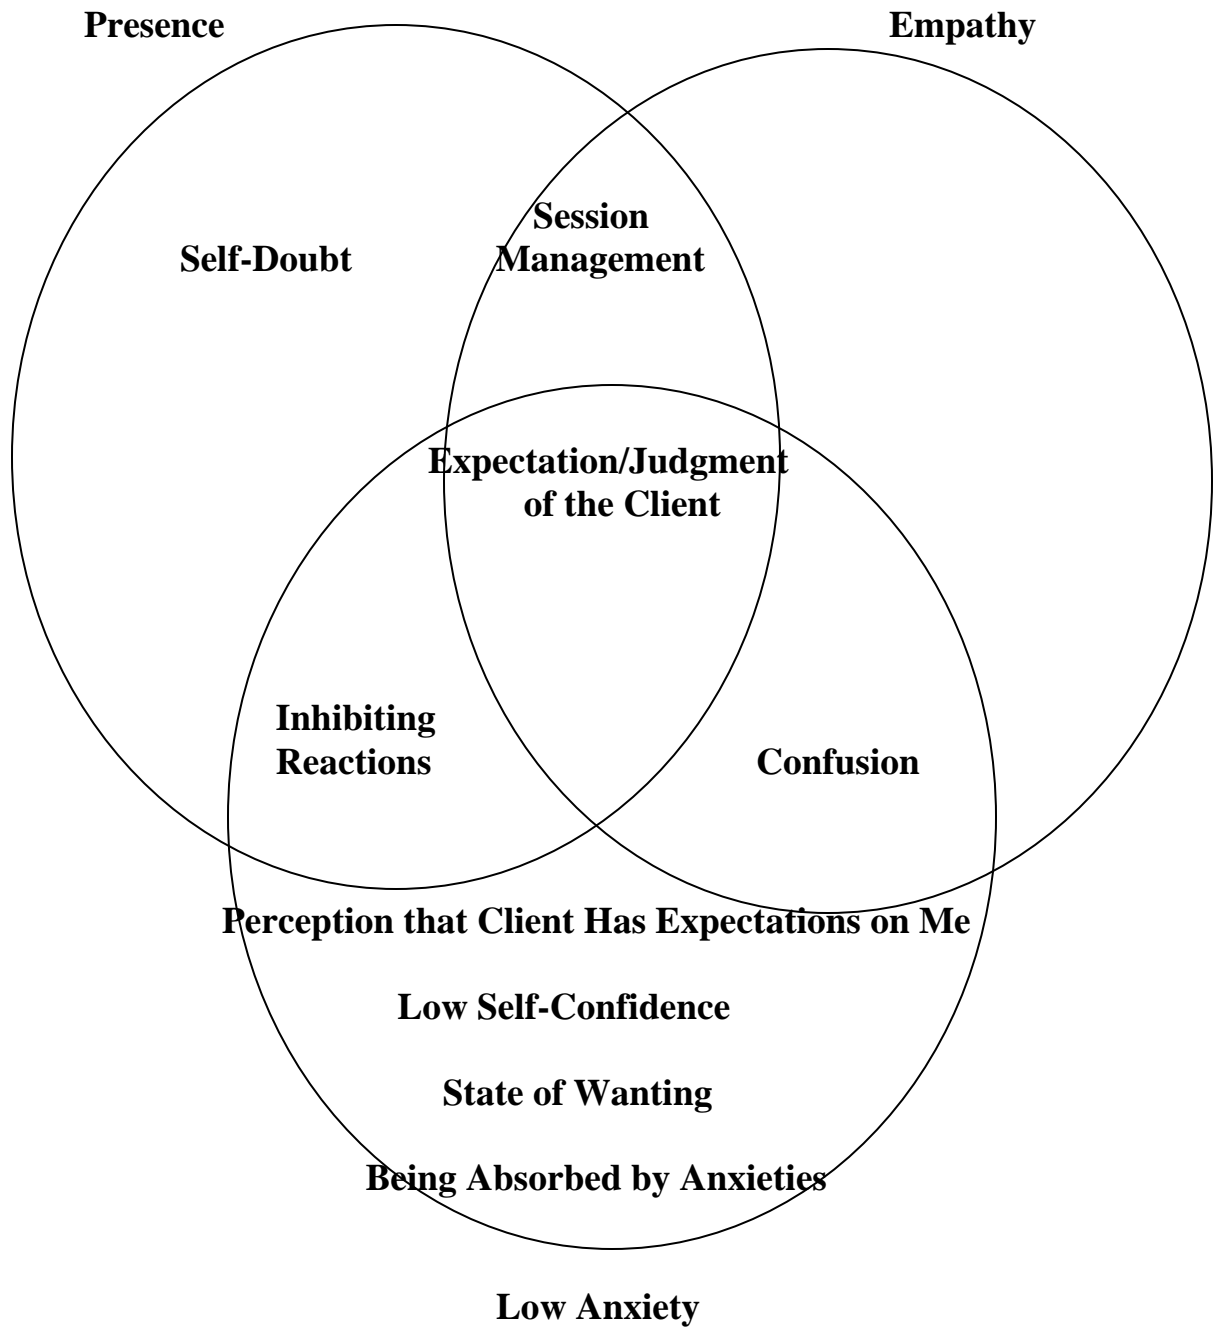 Presence
Empathy
Session
Management
Self-Doubt
Expectation/Judgment
of the Client
Inhibiting
Reactions
Confusion
Perception that Client Has Expectations on Me
Low Self-Confidence
State of Wanting
Being Absorbed by Anxieties
Low Anxiety